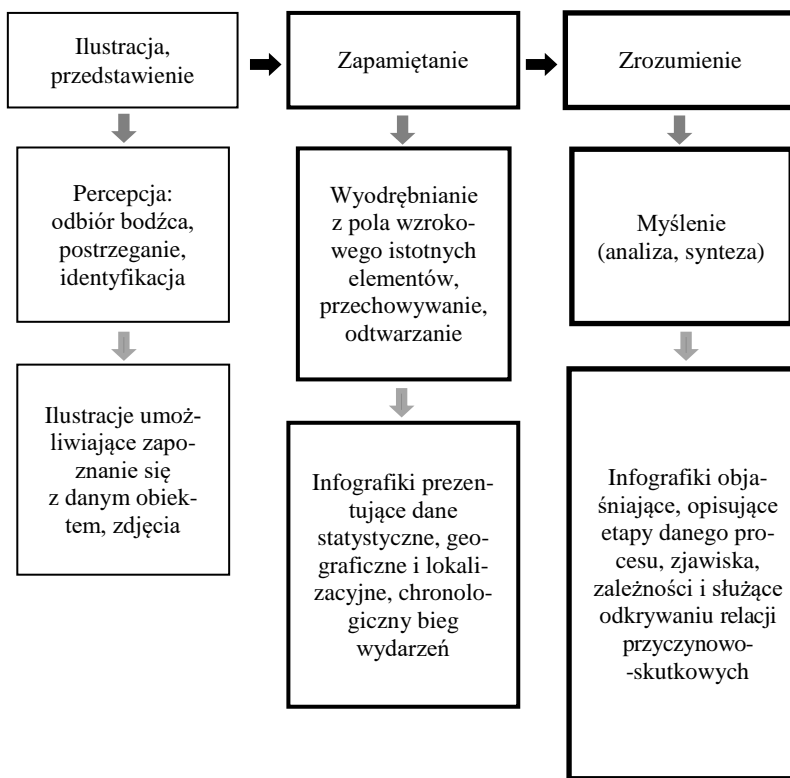 Ilustracja,
przedstawienie
Zapamiętanie
Zrozumienie
Percepcja:
odbiór bodźca,
postrzeganie,
identyfikacja
Wyodrębnianie
z pola wzroko-
wego istotnych
elementów,
przechowywanie,
odtwarzanie
Myślenie
(analiza, synteza)
Ilustracje umoż-
liwiające zapo-
znanie się
z danym obiek-
tem, zdjęcia
Infografiki prezen-
tujące dane
statystyczne, geo-
graficzne i lokali-
zacyjne, chronolo-
giczny bieg
wydarzeń
Infografiki obja-
śniające, opisujące
etapy danego pro-
cesu, zjawiska,
zależności i służące
odkrywaniu relacji
przyczynowo-
-skutkowych